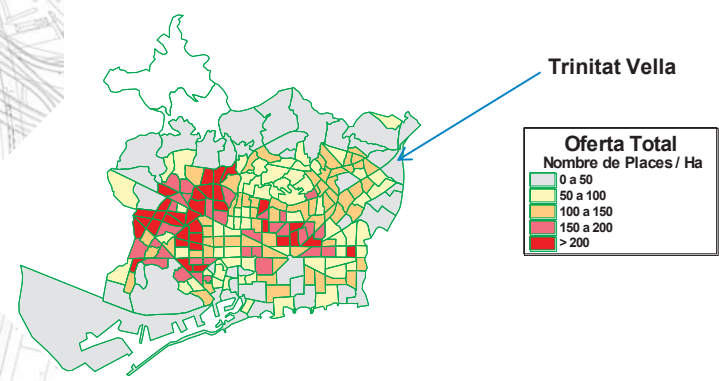 Trinitat Vella
Oferta Total
Nombre de Places / Ha
0 a 50
50 a 100
100 a 150
150 a 200
> 200